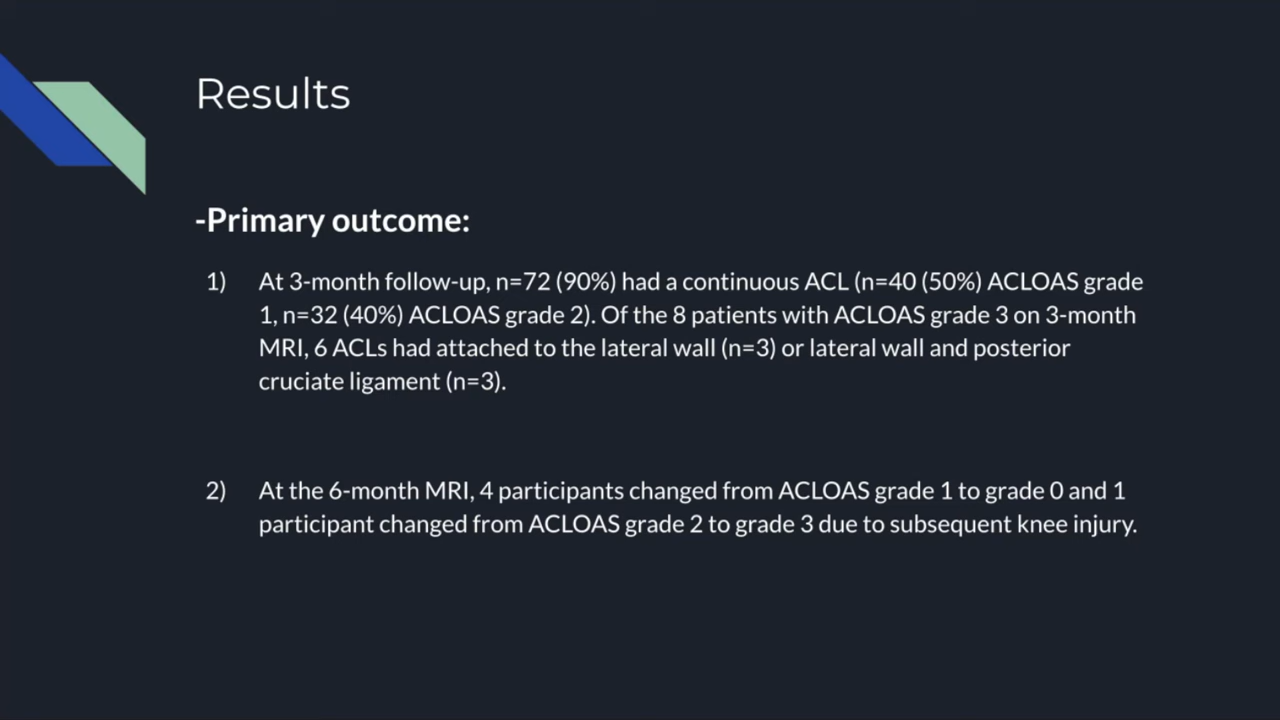 Results
-Primary outcome:
1) At 3-month follow-up, n=72 (90%) had a continuous ACL (n=40 (50%) ACLOAS grade
1, n=32 (40%) ACLOAS grade 2). Of the 8 patients with ACLOAS grade 3 on 3-month
MRI, 6 ACLs had attached to the lateral wall (n=3) or lateral wall and posterior
cruciate ligament (n=3).
2) At the 6-month MRI, 4 participants changed from ACLOAS grade 1 to grade 0 and 1
participant changed from ACLOAS grade 2 to grade 3 due to subsequent knee injury.